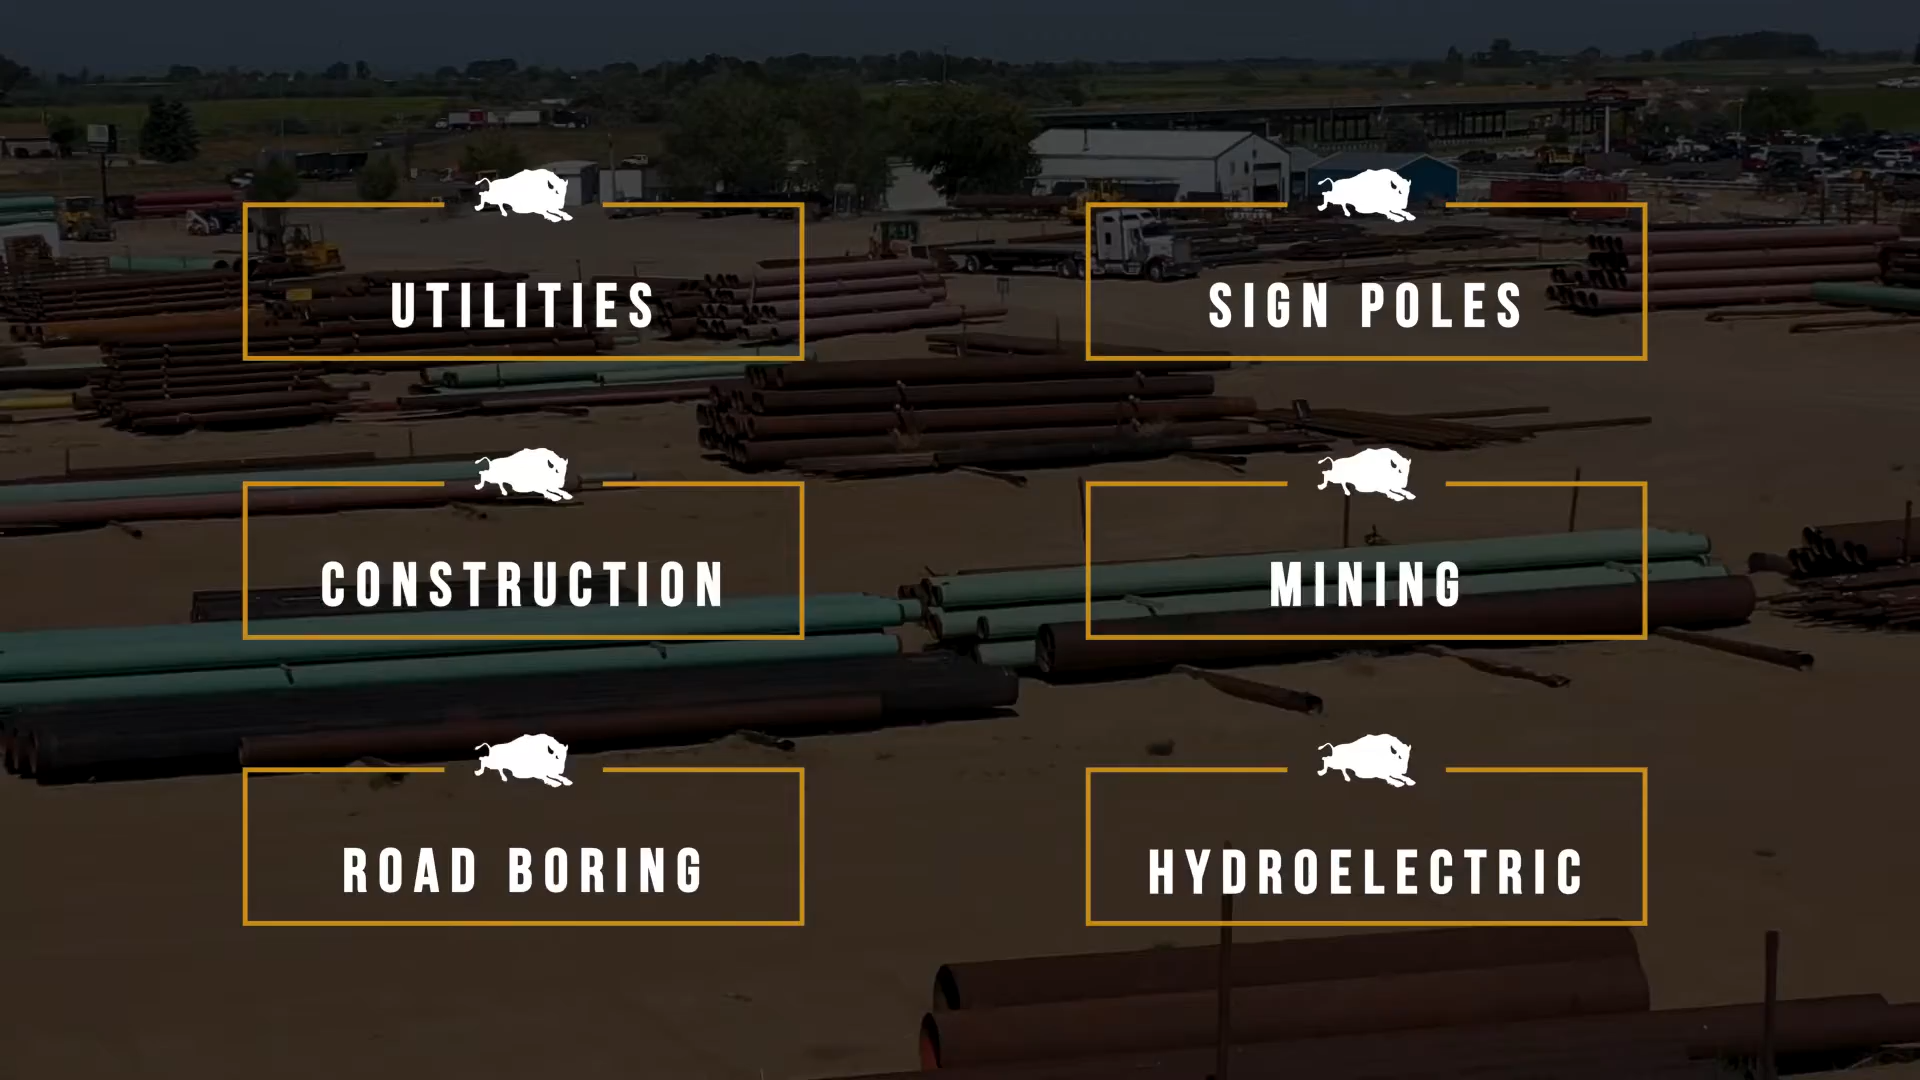 UTILITIES
SIGN POLES
CONSTRUCTION
MINING
ROAD BORING
HYDROELECTRIC